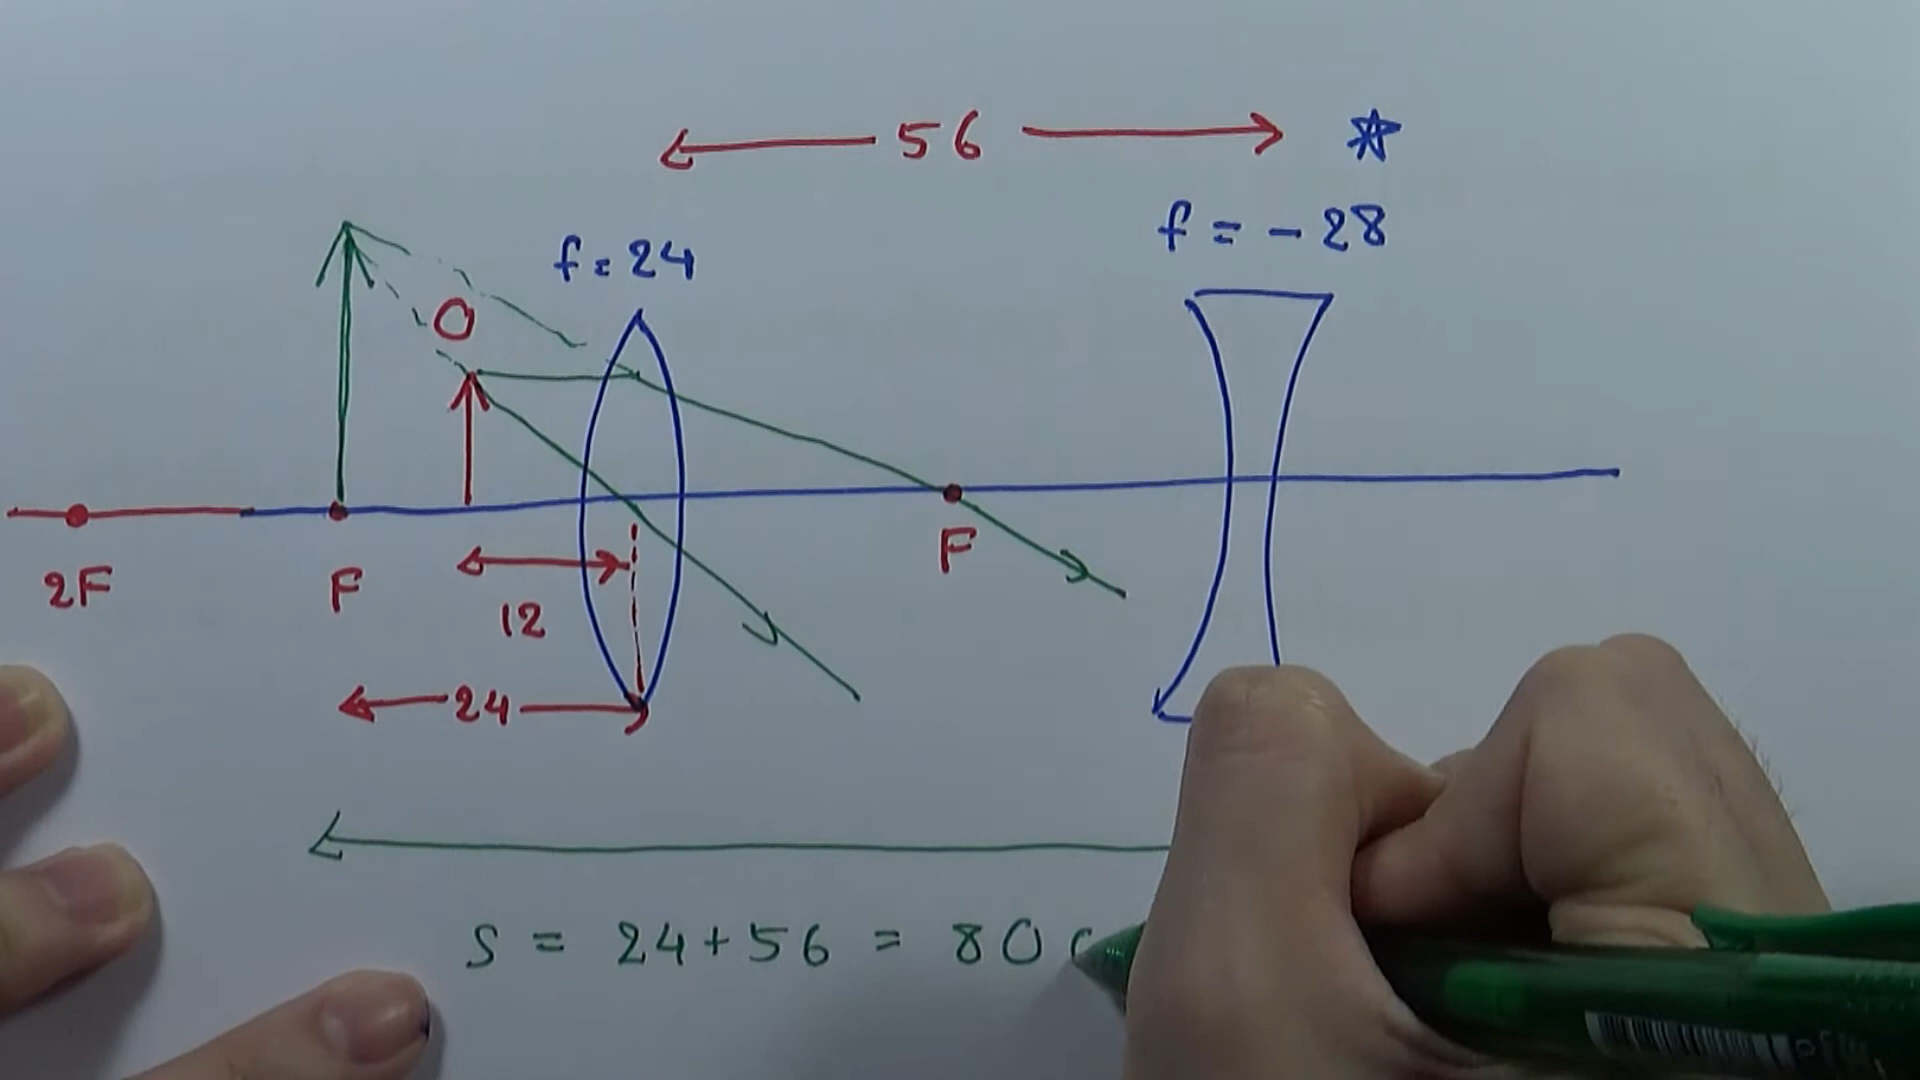 56
f = - 28
f = 24
O
2F
F
F
12
24
S = 24 + 56 = 80 c